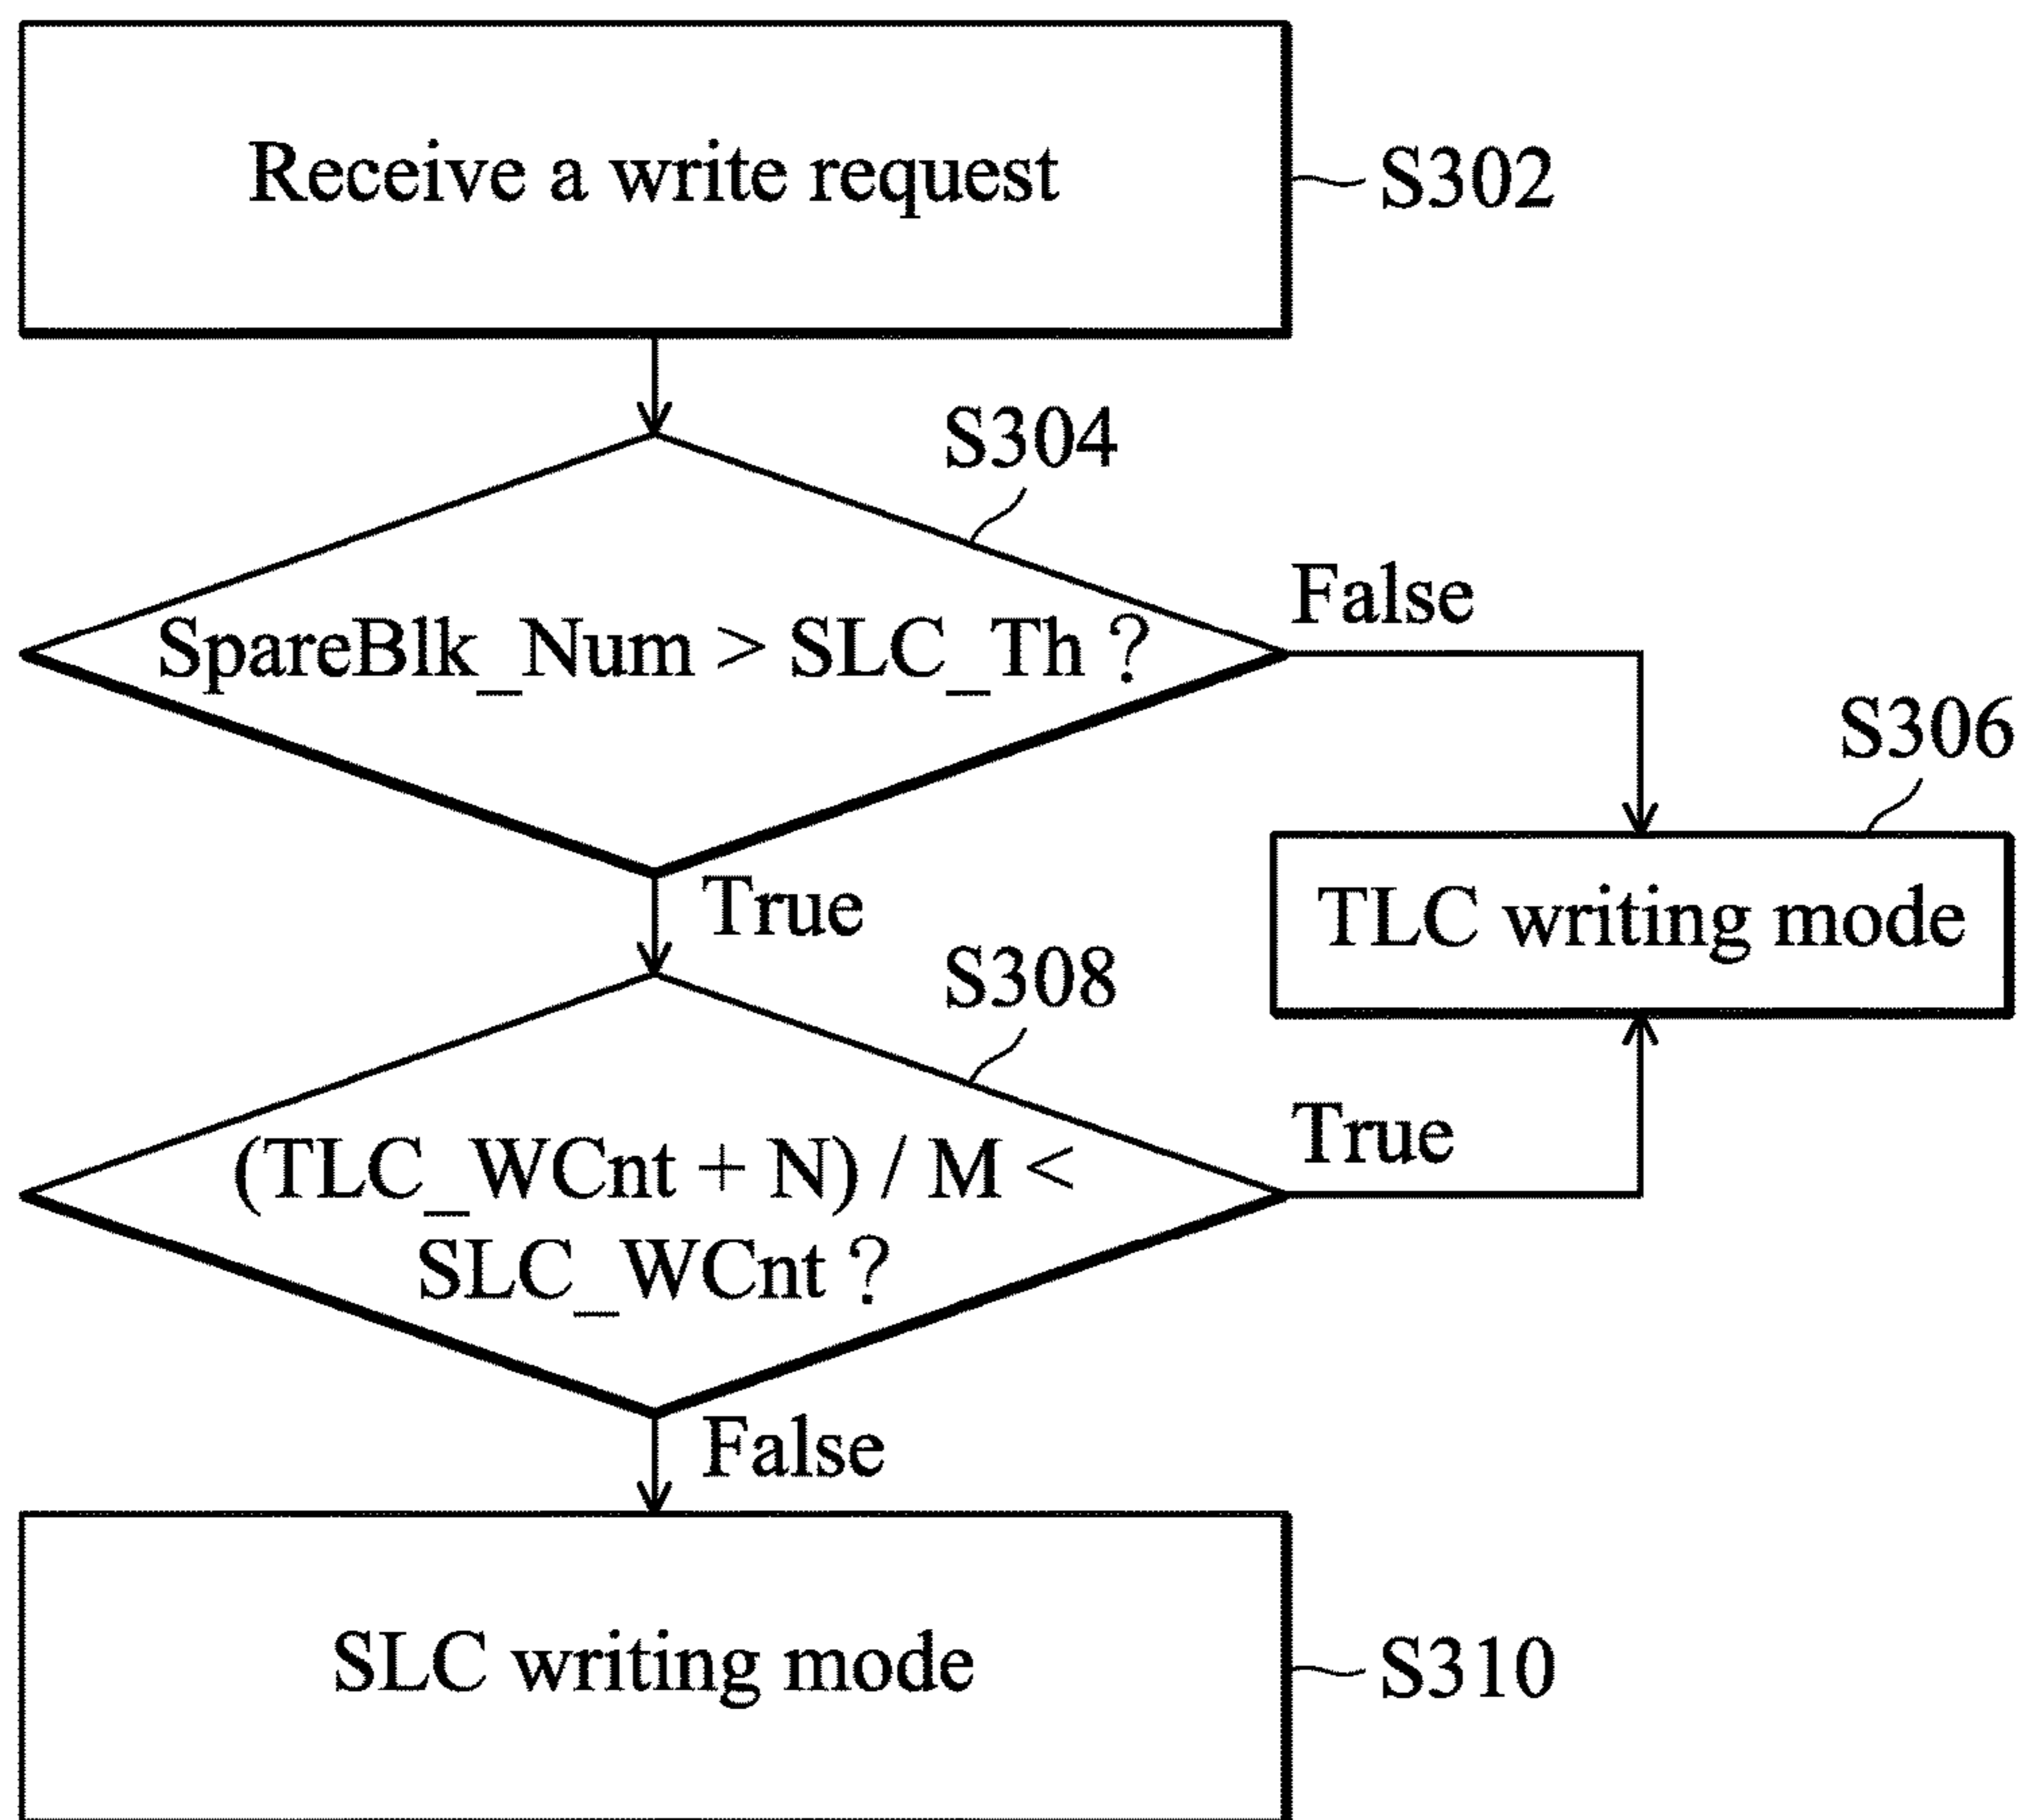 Receive a write request
S302
S304
SpareBlk_Num > SLC_Th ?
False
S306
TLC writing mode
True
S308
(TLC_WCnt + N) / M <
SLC_WCnt ?
True
False
SLC writing mode
S310